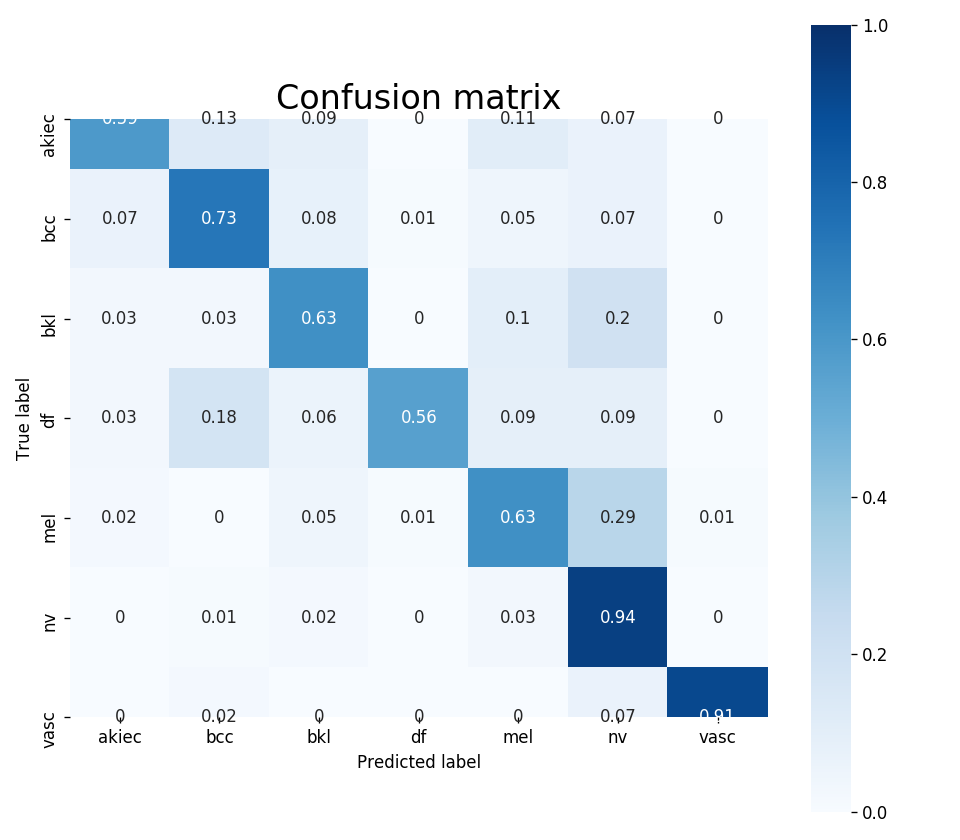 Confusion matrix
akiec 0.59 0.13 0.09 0 0.11 0.07 0
bcc 0.07 0.73 0.08 0.01 0.05 0.07 0
bkl 0.03 0.03 0.63 0 0.1 0.2 0
df 0.03 0.18 0.06 0.56 0.09 0.09 0
mel 0.02 0 0.05 0.01 0.63 0.29 0.01
nv 0 0.01 0.02 0 0.03 0.94 0
vasc 0 0.02 0 0 0 0.07 0.91
akiec bcc bkl df mel nv vasc
Predicted label
True label
1.0
0.8
0.6
0.4
0.2
0.0